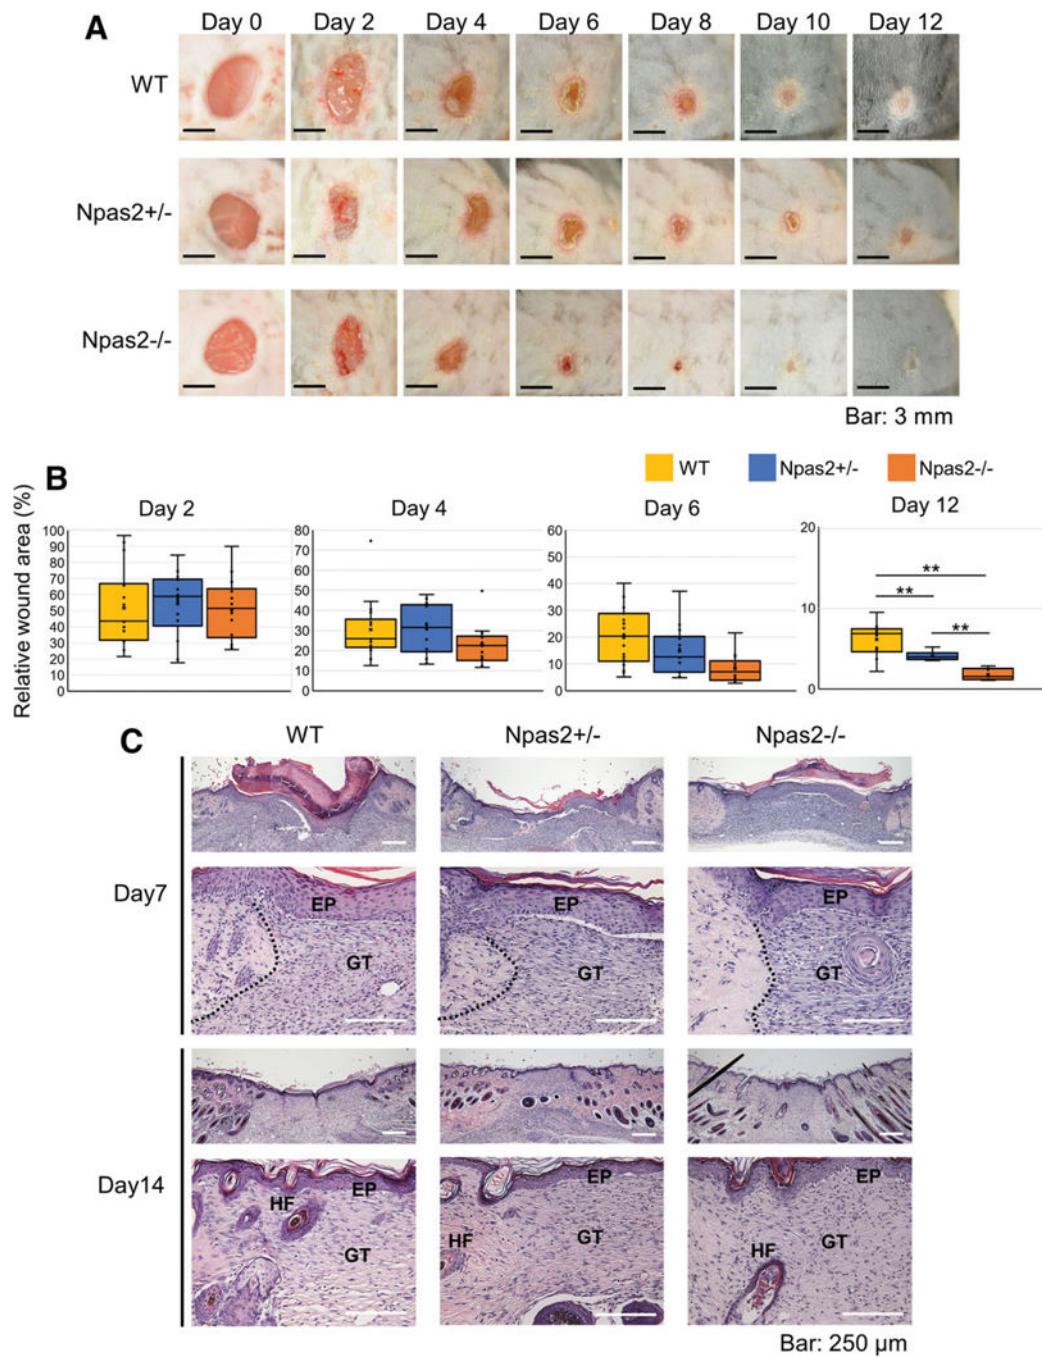 A
Day 0 Day 2 Day 4 Day 6 Day 8 Day 10 Day 12
WT
Npas2+/-
Npas2-/-
Bar: 3 mm
B
WT Npas2+/- Npas2-/-
Relative wound area (%)
Day 2 Day 4 Day 6 Day 12
100
90
80
70
60
50
40
30
20
10
0
80
70
60
50
40
30
20
10
0
60
50
40
30
20
10
0
20
10
0
**
**
**
C
WT Npas2+/- Npas2-/-
Day7
EP EP EP
GT GT GT
Day14
EP EP EP
HF HF HF
GT GT GT
Bar: 250 µm